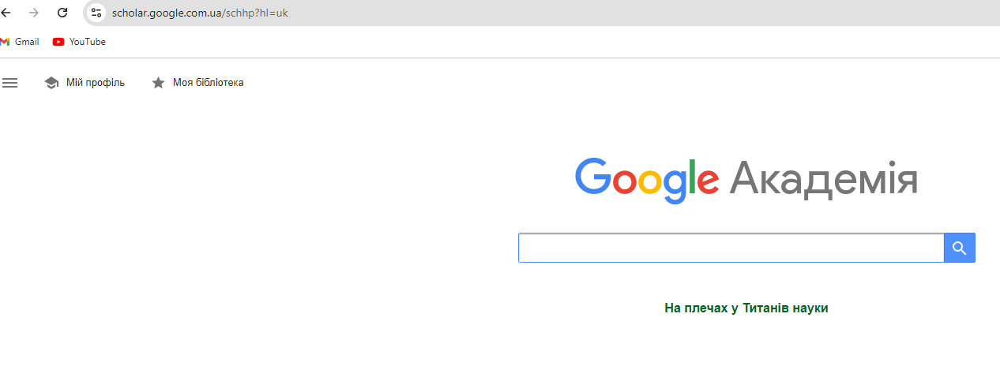 scholar.google.com.ua/schhp?hl=uk
Gmail YouTube
Мій профіль Моя бібліотека
Google Академія
На плечах у Титанів науки